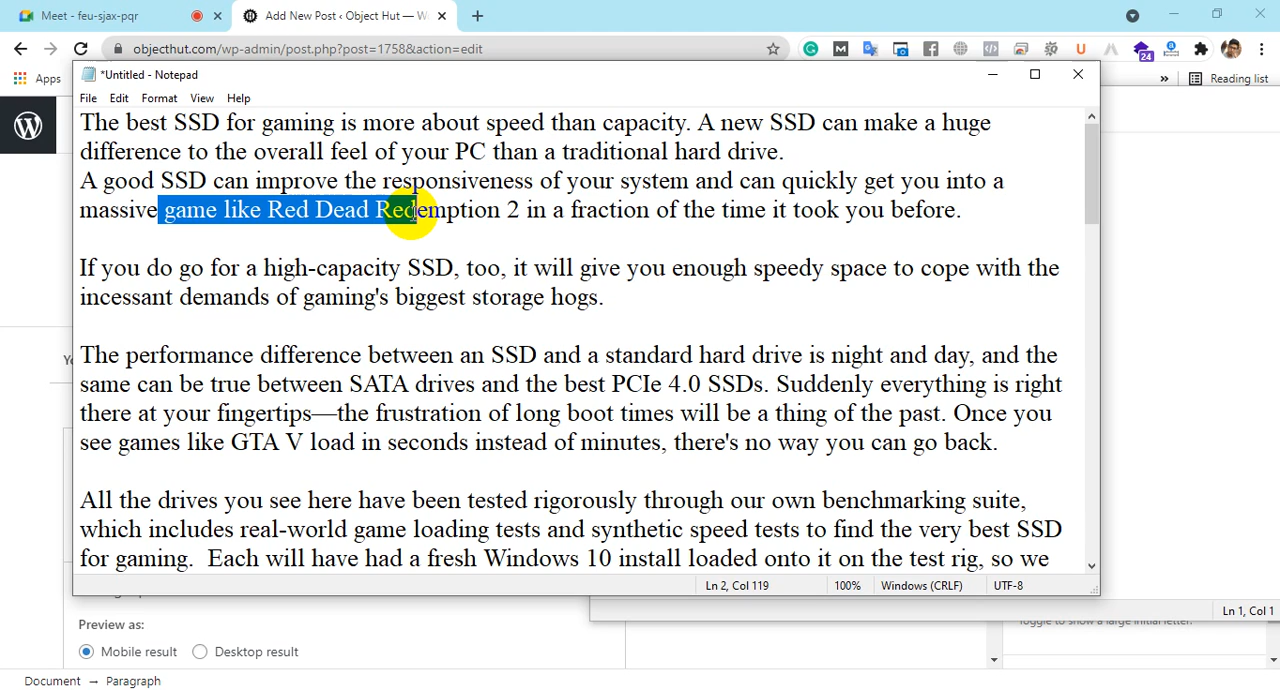 Meet - feu-sjax-pqr
Add New Post ‹ Object Hut — W
objecthut.com/wp-admin/post.php?post=1758&action=edit
24
Apps
Reading list
*Untitled - Notepad
File Edit Format View Help
The best SSD for gaming is more about speed than capacity. A new SSD can make a huge
difference to the overall feel of your PC than a traditional hard drive.
A good SSD can improve the responsiveness of your system and can quickly get you into a
massive game like Red Dead Redemption 2 in a fraction of the time it took you before.
If you do go for a high-capacity SSD, too, it will give you enough speedy space to cope with the
incessant demands of gaming's biggest storage hogs.
The performance difference between an SSD and a standard hard drive is night and day, and the
same can be true between SATA drives and the best PCIe 4.0 SSDs. Suddenly everything is right
there at your fingertips—the frustration of long boot times will be a thing of the past. Once you
see games like GTA V load in seconds instead of minutes, there's no way you can go back.
All the drives you see here have been tested rigorously through our own benchmarking suite,
which includes real-world game loading tests and synthetic speed tests to find the very best SSD
for gaming.  Each will have had a fresh Windows 10 install loaded onto it on the test rig, so we
Ln 2, Col 119 100% Windows (CRLF) UTF-8
Ln 1, Col 1
Toggle to show a large initial letter.
Preview as:
Mobile result Desktop result
Document → Paragraph